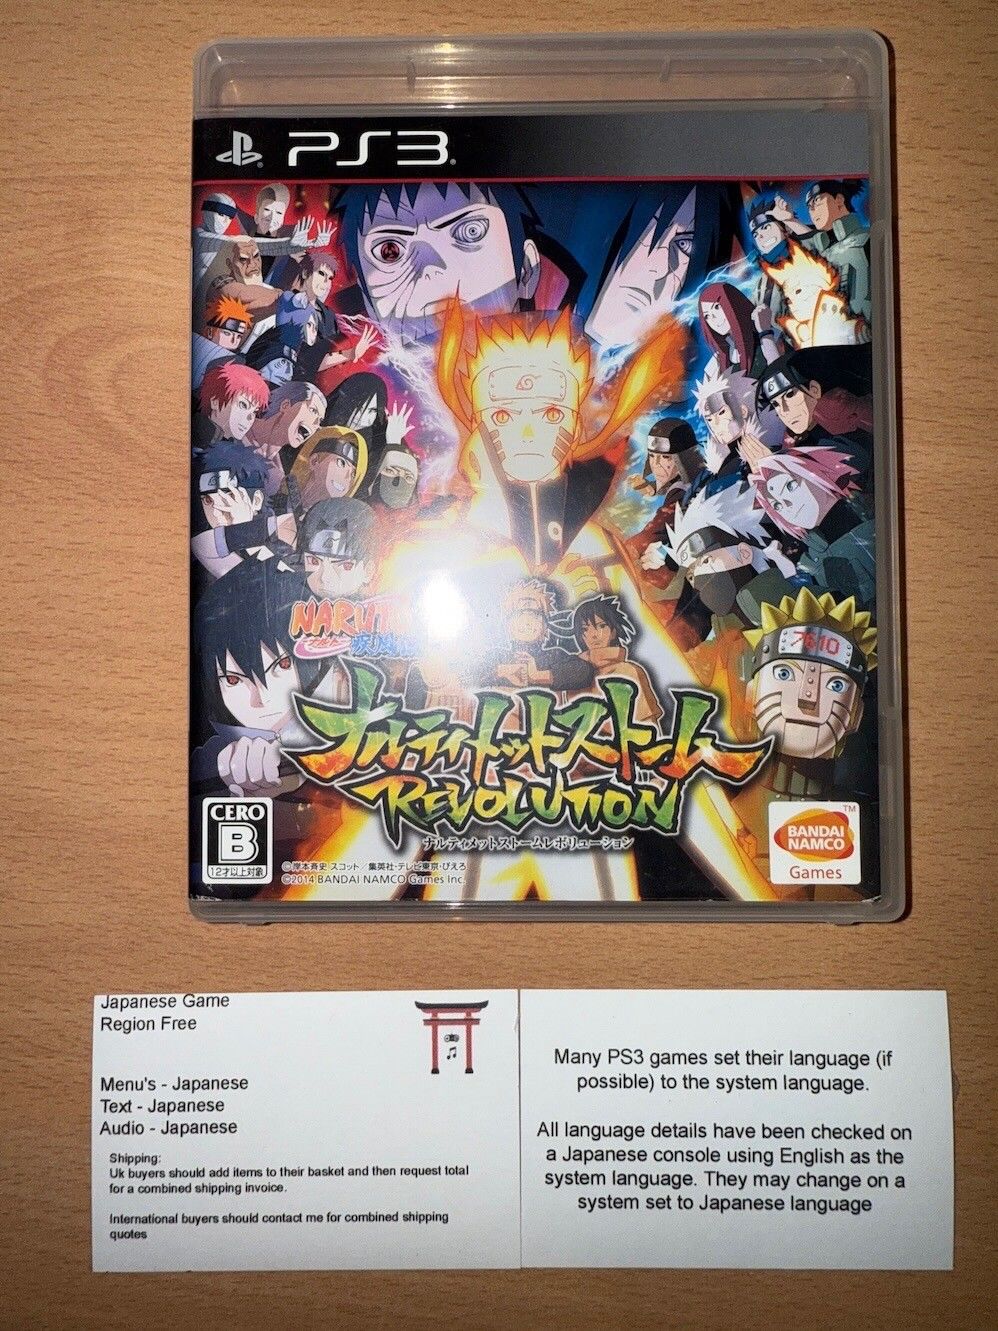 PS3
7510
NARUTO
ナルト
疾風
ナルティメットストーム
REVOLUTION
ナルティメットストームレボリューション
CERO
B
12才以上対象
©岸本斉史 スコット/集英社・テレビ東京・ぴえろ
©2014 BANDAI NAMCO Games Inc.
BANDAI
NAMCO
TM
Games
Japanese Game
Region Free
Menu's - Japanese
Text - Japanese
Audio - Japanese
Shipping:
Uk buyers should add items to their basket and then request total
for a combined shipping invoice.
International buyers should contact me for combined shipping
quotes
Many PS3 games set their language (if
possible) to the system language.
All language details have been checked on
a Japanese console using English as the
system language. They may change on a
system set to Japanese language